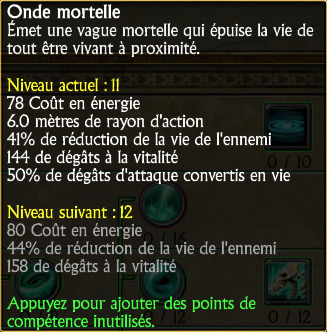 Onde mortelle
Émet une vague mortelle qui épuise la vie de
tout être vivant à proximité.
Niveau actuel : 11
78 Coût en énergie
6.0 mètres de rayon d'action
41% de réduction de la vie de l'ennemi
144 de dégâts à la vitalité
50% de dégâts d'attaque convertis en vie
Niveau suivant : 12
80 Coût en énergie
44% de réduction de la vie de l'ennemi
158 de dégâts à la vitalité
Appuyez pour ajouter des points de
compétence inutilisés.
0 / 10